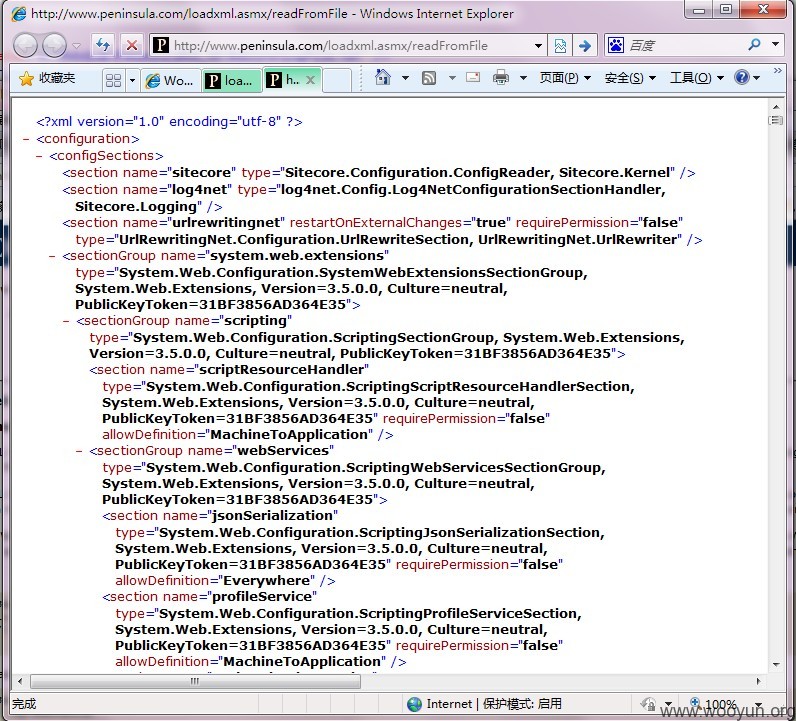 http://www.peninsula.com/loadxml.asmx/readFromFile - Windows Internet Explorer
http://www.peninsula.com/loadxml.asmx/readFromFile
百度
收藏夹
Wo...
loa...
h...
页面(P)
安全(S)
工具(O)
<?xml version="1.0" encoding="utf-8" ?>
- <configuration>
- <configSections>
<section name="sitecore" type="Sitecore.Configuration.ConfigReader, Sitecore.Kernel" />
<section name="log4net" type="log4net.Config.Log4NetConfigurationSectionHandler,
Sitecore.Logging" />
<section name="urlrewritingnet" restartOnExternalChanges="true" requirePermission="false"
type="UrlRewritingNet.Configuration.UrlRewriteSection, UrlRewritingNet.UrlRewriter" />
- <sectionGroup name="system.web.extensions"
type="System.Web.Configuration.SystemWebExtensionsSectionGroup,
System.Web.Extensions, Version=3.5.0.0, Culture=neutral,
PublicKeyToken=31BF3856AD364E35">
- <sectionGroup name="scripting"
type="System.Web.Configuration.ScriptingSectionGroup, System.Web.Extensions,
Version=3.5.0.0, Culture=neutral, PublicKeyToken=31BF3856AD364E35">
<section name="scriptResourceHandler"
type="System.Web.Configuration.ScriptingScriptResourceHandlerSection,
System.Web.Extensions, Version=3.5.0.0, Culture=neutral,
PublicKeyToken=31BF3856AD364E35" requirePermission="false"
allowDefinition="MachineToApplication" />
- <sectionGroup name="webServices"
type="System.Web.Configuration.ScriptingWebServicesSectionGroup,
System.Web.Extensions, Version=3.5.0.0, Culture=neutral,
PublicKeyToken=31BF3856AD364E35">
<section name="jsonSerialization"
type="System.Web.Configuration.ScriptingJsonSerializationSection,
System.Web.Extensions, Version=3.5.0.0, Culture=neutral,
PublicKeyToken=31BF3856AD364E35" requirePermission="false"
allowDefinition="Everywhere" />
<section name="profileService"
type="System.Web.Configuration.ScriptingProfileServiceSection,
System.Web.Extensions, Version=3.5.0.0, Culture=neutral,
PublicKeyToken=31BF3856AD364E35" requirePermission="false"
allowDefinition="MachineToApplication" />
完成
Internet | 保护模式: 启用
100%
www.wooyun.org